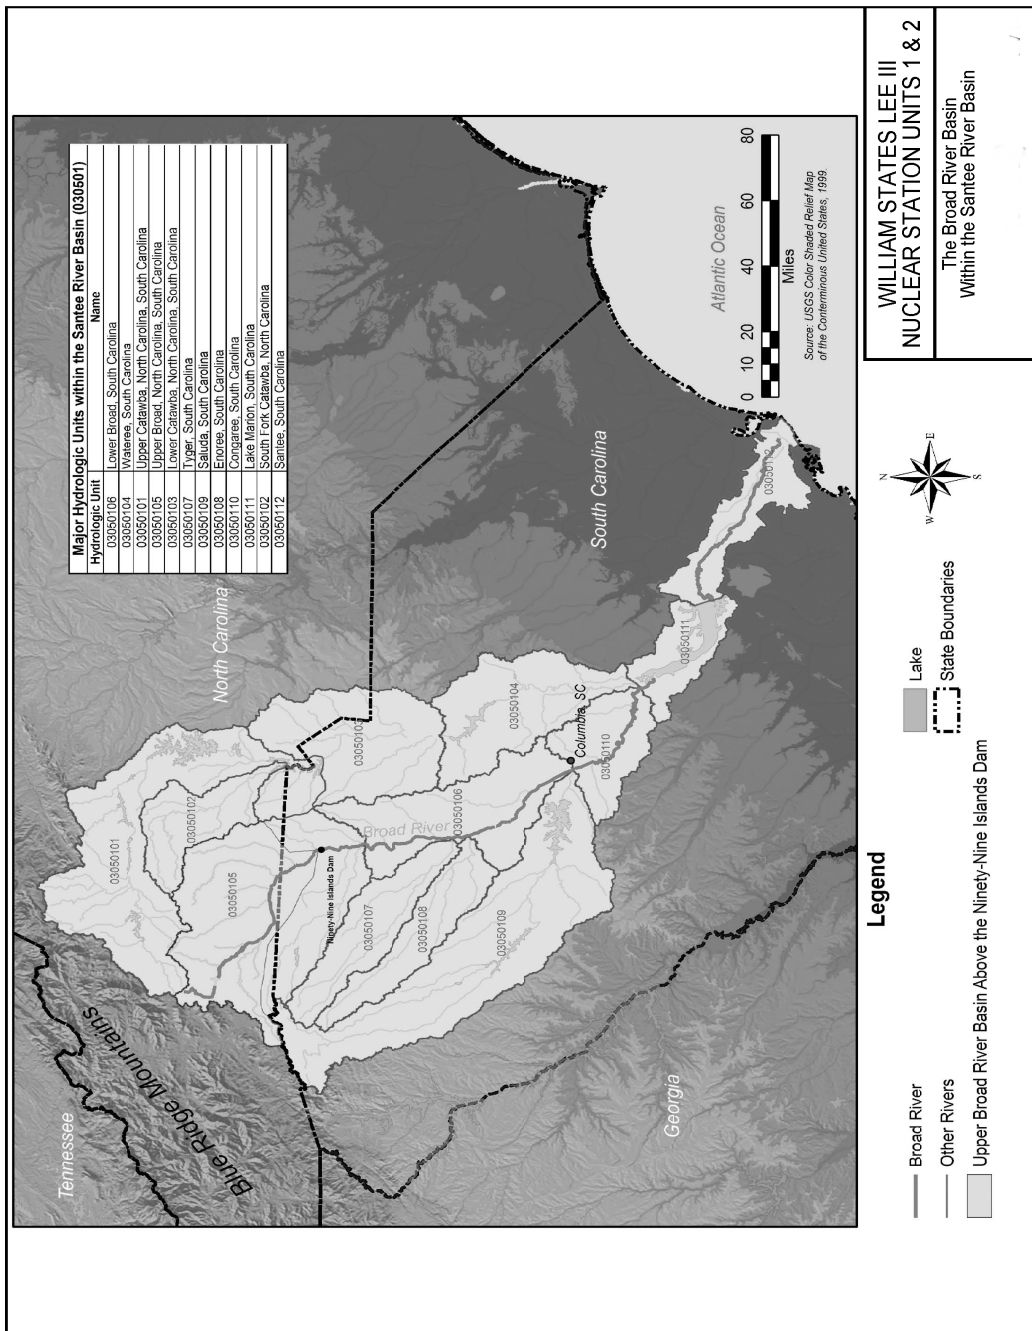 Major Hydrologic Units within the Santee River Basin (030501)
Hydrologic Unit Name
03050106 Lower Broad, South Carolina
03050104 Wateree, South Carolina
03050101 Upper Catawba, North Carolina, South Carolina
03050105 Upper Broad, North Carolina, South Carolina
03050103 Lower Catawba, North Carolina, South Carolina
03050107 Tyger, South Carolina
03050109 Saluda, South Carolina
03050108 Enoree, South Carolina
03050110 Congaree, South Carolina
03050111 Lake Marion, South Carolina
03050102 South Fork Catawba, North Carolina
03050112 Santee, South Carolina
Tennessee
Blue Ridge Mountains
North Carolina
South Carolina
Georgia
Atlantic Ocean
03050101
03050102
03050105
03050103
03050104
Broad River
03050106
Ninety-Nine Islands Dam
03050107
03050108
03050109
Columbia, SC
03050110
03050111
03050112
0 10 20 40 60 80
Miles
Source: USGS Color Shaded Relief Map
of the Conterminous United States, 1999.
Legend
Broad River
Other Rivers
Upper Broad River Basin Above the Ninety-Nine Islands Dam
Lake
State Boundaries
N
E
S
W
WILLIAM STATES LEE III
NUCLEAR STATION UNITS 1 & 2
The Broad River Basin
Within the Santee River Basin